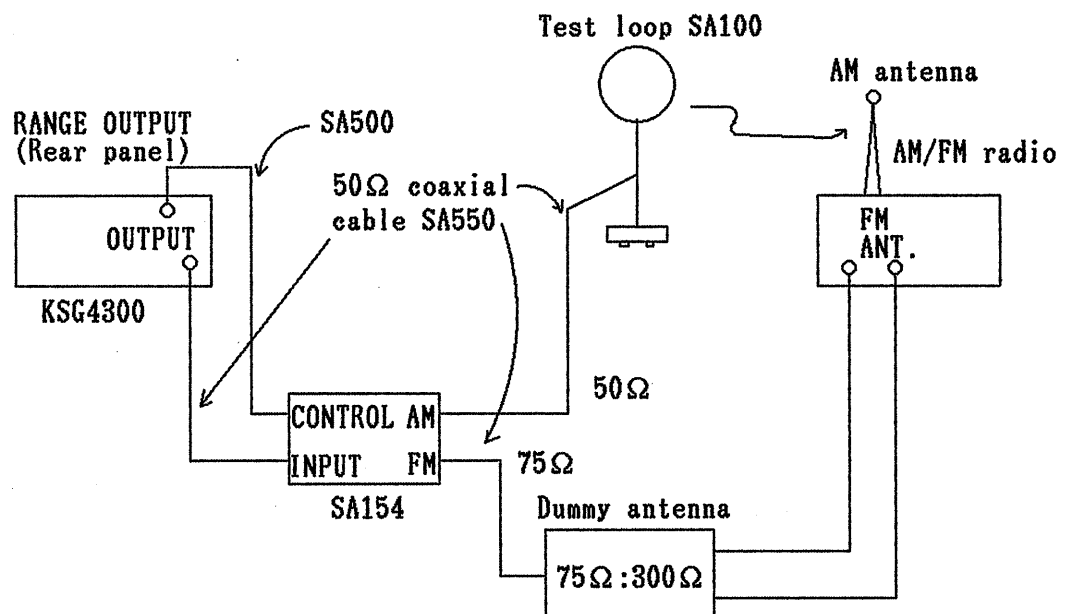 Test loop SA100
AM antenna
RANGE OUTPUT
(Rear panel)
SA500
AM/FM radio
50Ω coaxial
cable SA550
OUTPUT
FM
ANT.
KSG4300
50Ω
CONTROL AM
INPUT FM
75Ω
SA154
Dummy antenna
75Ω:300Ω